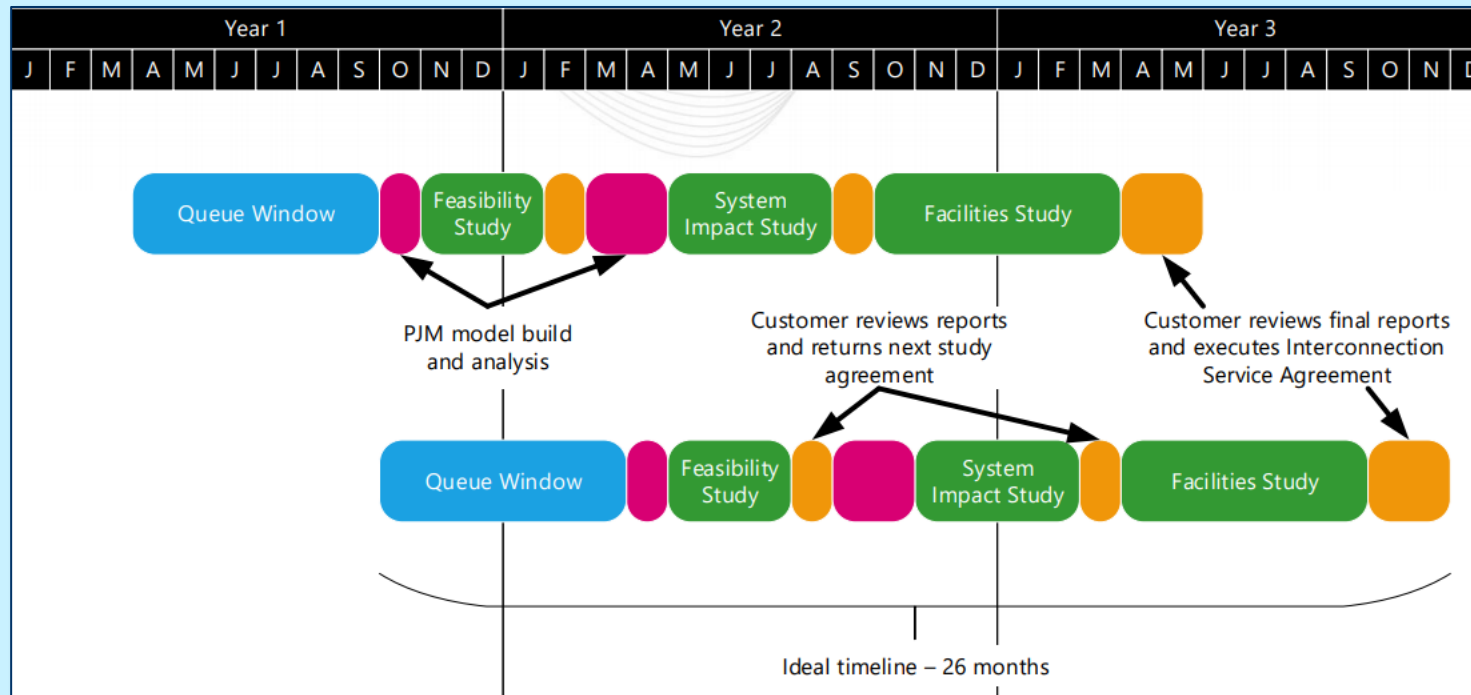 Year 1 Year 2 Year 3
J F M A M J J A S O N D J F M A M J J A S O N D J F M A M J J A S O N D
Queue Window
Feasibility
Study
System
Impact Study
Facilities Study
PJM model build
and analysis
Customer reviews reports
and returns next study
agreement
Customer reviews final reports
and executes Interconnection
Service Agreement
Queue Window
Feasibility
Study
System
Impact Study
Facilities Study
Ideal timeline – 26 months